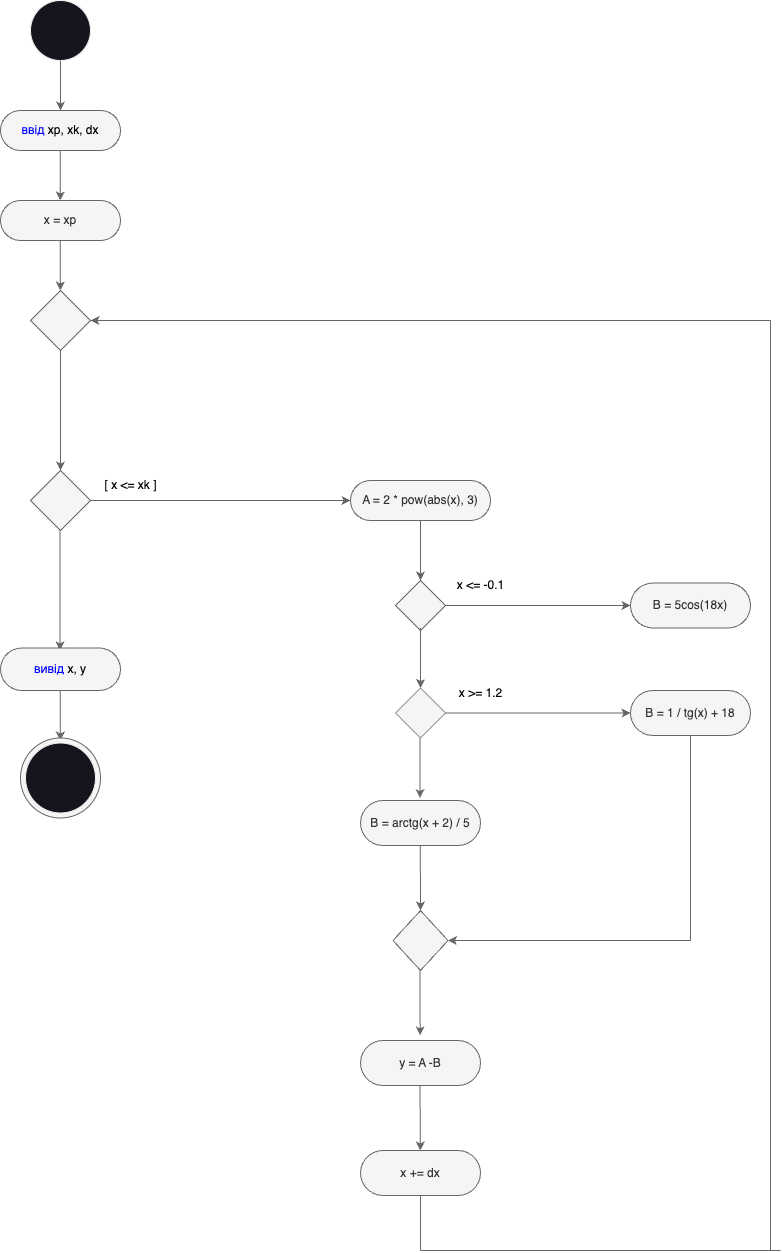 ввід xp, xk, dx
x = xp
[ x <= xk ]
A = 2 * pow(abs(x), 3)
x <= -0.1
B = 5cos(18x)
вивід x, y
x >= 1.2
B = 1 / tg(x) + 18
B = arctg(x + 2) / 5
y = A -B
x += dx